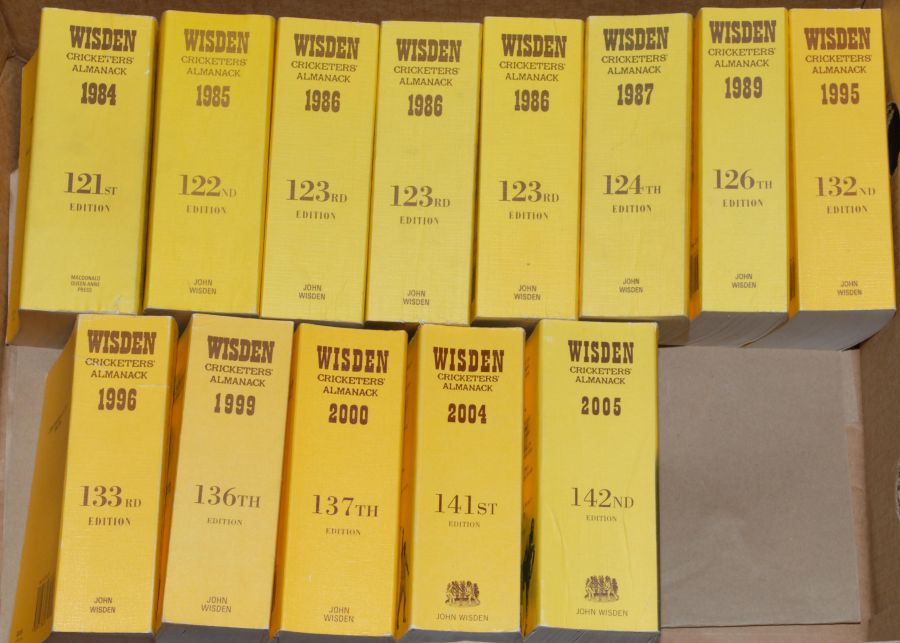 WISDEN
CRICKETERS'
ALMANACK
1984
121ST
EDITION
MACDONALD
QUEEN ANNE
PRESS
WISDEN
CRICKETERS'
ALMANACK
1985
122ND
EDITION
JOHN
WISDEN
WISDEN
CRICKETERS'
ALMANACK
1986
123RD
EDITION
JOHN
WISDEN
WISDEN
CRICKETERS'
ALMANACK
1986
123RD
EDITION
JOHN
WISDEN
WISDEN
CRICKETERS'
ALMANACK
1986
123RD
EDITION
JOHN
WISDEN
WISDEN
CRICKETERS'
ALMANACK
1987
124TH
EDITION
JOHN
WISDEN
WISDEN
CRICKETERS'
ALMANACK
1989
126TH
EDITION
JOHN
WISDEN
WISDEN
CRICKETERS'
ALMANACK
1995
132ND
EDITION
JOHN
WISDEN
WISDEN
CRICKETERS'
ALMANACK
1996
133RD
EDITION
JOHN
WISDEN
WISDEN
CRICKETERS'
ALMANACK
1999
136TH
EDITION
JOHN
WISDEN
WISDEN
CRICKETERS'
ALMANACK
2000
137TH
EDITION
JOHN
WISDEN
WISDEN
CRICKETERS'
ALMANACK
2004
141ST
EDITION
JOHN WISDEN
WISDEN
CRICKETERS'
ALMANACK
2005
142ND
EDITION
JOHN WISDEN